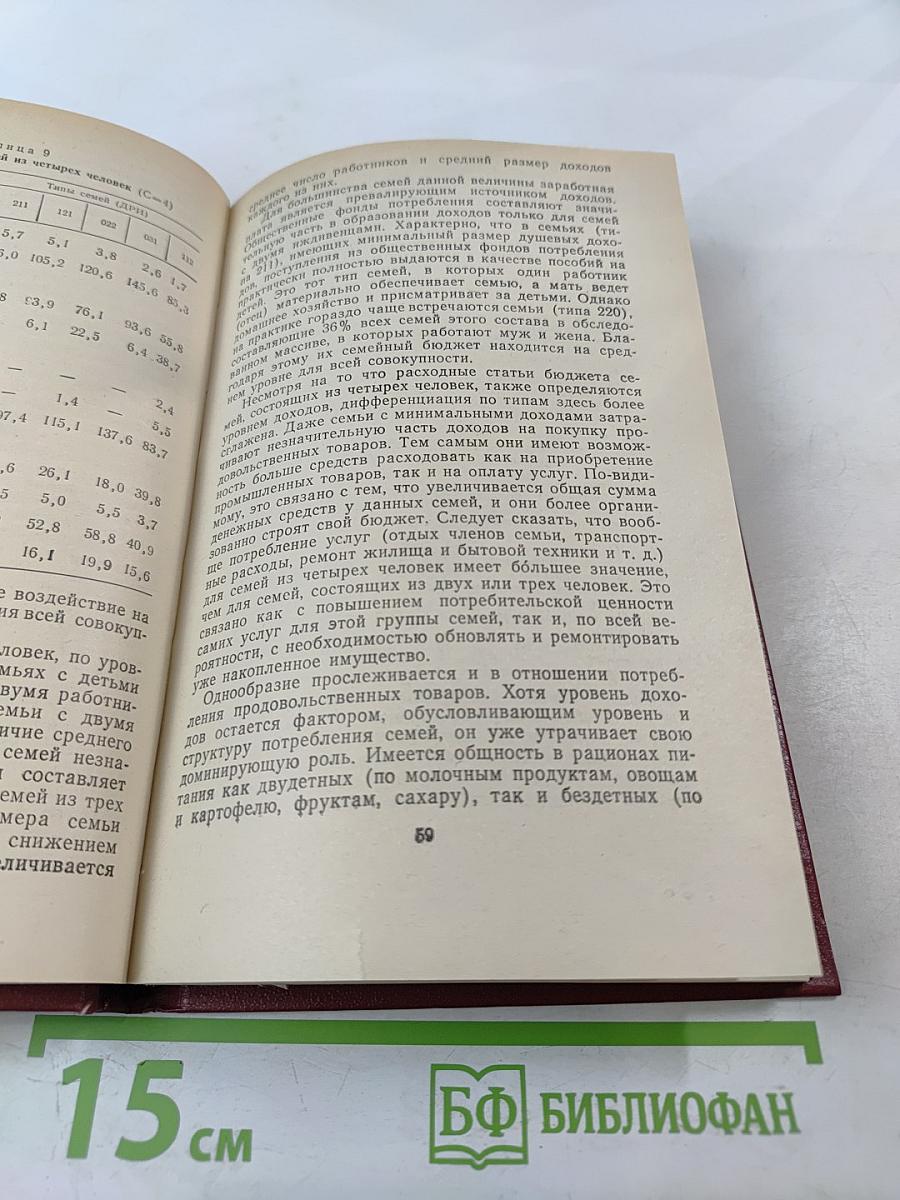 ица 9
ей из четырех человек (С=4)
Типы семей (ДРИ)
211 121 022 031 112
5,7 5,1 3,8 2,6 1,7
6,0 105,2 120,6 145,6 85,3
8 93,9 76,1 93,6 55,8
6,1 22,5 6,4 38,7
— — — 2,4
— 1,4 — 5,5
97,4 115,1 137,6 83,7
,6 26,1 18,0 39,8
5 5,0 5,5 3,7
52,8 58,8 40,9
16,1 19,9 15,6
е воздействие на
ия всей совокуп-
ловек, по уров-
мьях с детьми
вумя работни-
емьи с двумя
ичие среднего
семей незна-
и составляет
емей из трех
мера семьи
снижением
еличивается
среднее число работников и средний размер доходов
каждого из них.
Для большинства семей данной величины заработная
плата является превалирующим источником доходов.
Общественные фонды потребления составляют значи-
тельную часть в образовании доходов только для семей
с двумя иждивенцами. Характерно, что в семьях (ти-
па 211), имеющих минимальный размер душевых дохо-
дов, поступления из общественных фондов потребления
практически полностью выдаются в качестве пособий на
детей. Это тот тип семей, в которых один работник
(отец) материально обеспечивает семью, а мать ведет
домашнее хозяйство и присматривает за детьми. Однако
на практике гораздо чаще встречаются семьи (типа 220),
составляющие 36% всех семей этого состава в обследо-
ванном массиве, в которых работают муж и жена. Бла-
годаря этому их семейный бюджет находится на сред-
нем уровне для всей совокупности.
Несмотря на то что расходные статьи бюджета се-
мей, состоящих из четырех человек, также определяются
уровнем доходов, дифференциация по типам здесь более
сглажена. Даже семьи с минимальными доходами затра-
чивают незначительную часть доходов на покупку про-
довольственных товаров. Тем самым они имеют возмож-
ность больше средств расходовать как на приобретение
промышленных товаров, так и на оплату услуг. По-види-
мому, это связано с тем, что увеличивается общая сумма
денежных средств у данных семей, и они более органи-
зованно строят свой бюджет. Следует сказать, что вооб-
ще потребление услуг (отдых членов семьи, транспорт-
ные расходы, ремонт жилища и бытовой техники и т. д.)
для семей из четырех человек имеет бо́льшее значение,
чем для семей, состоящих из двух или трех человек. Это
связано как с повышением потребительской ценности
самих услуг для этой группы семей, так и, по всей ве-
роятности, с необходимостью обновлять и ремонтировать
уже накопленное имущество.
Однообразие прослеживается и в отношении потреб-
ления продовольственных товаров. Хотя уровень дохо-
дов остается фактором, обусловливающим уровень и
структуру потребления семей, он уже утрачивает свою
доминирующую роль. Имеется общность в рационах пи-
тания как двудетных (по молочным продуктам, овощам
и картофелю, фруктам, сахару), так и бездетных (по
59
15 см
БФ БИБЛИОФАН